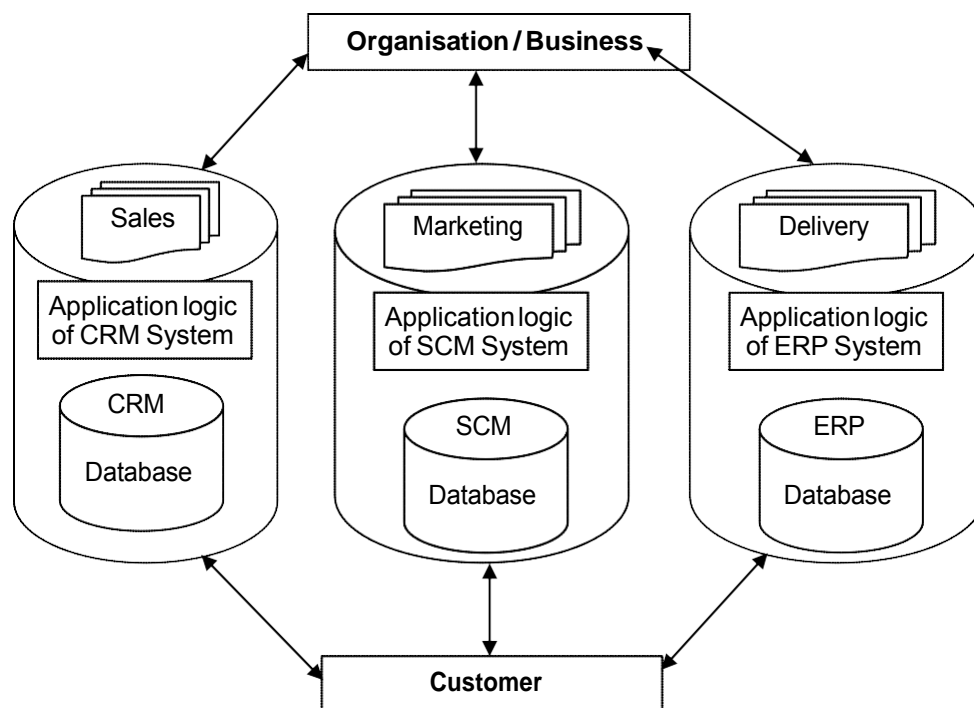 Organisation / Business
Sales
Application logic
of CRM System
CRM
Database
Marketing
Application logic
of SCM System
SCM
Database
Delivery
Application logic
of ERP System
ERP
Database
Customer